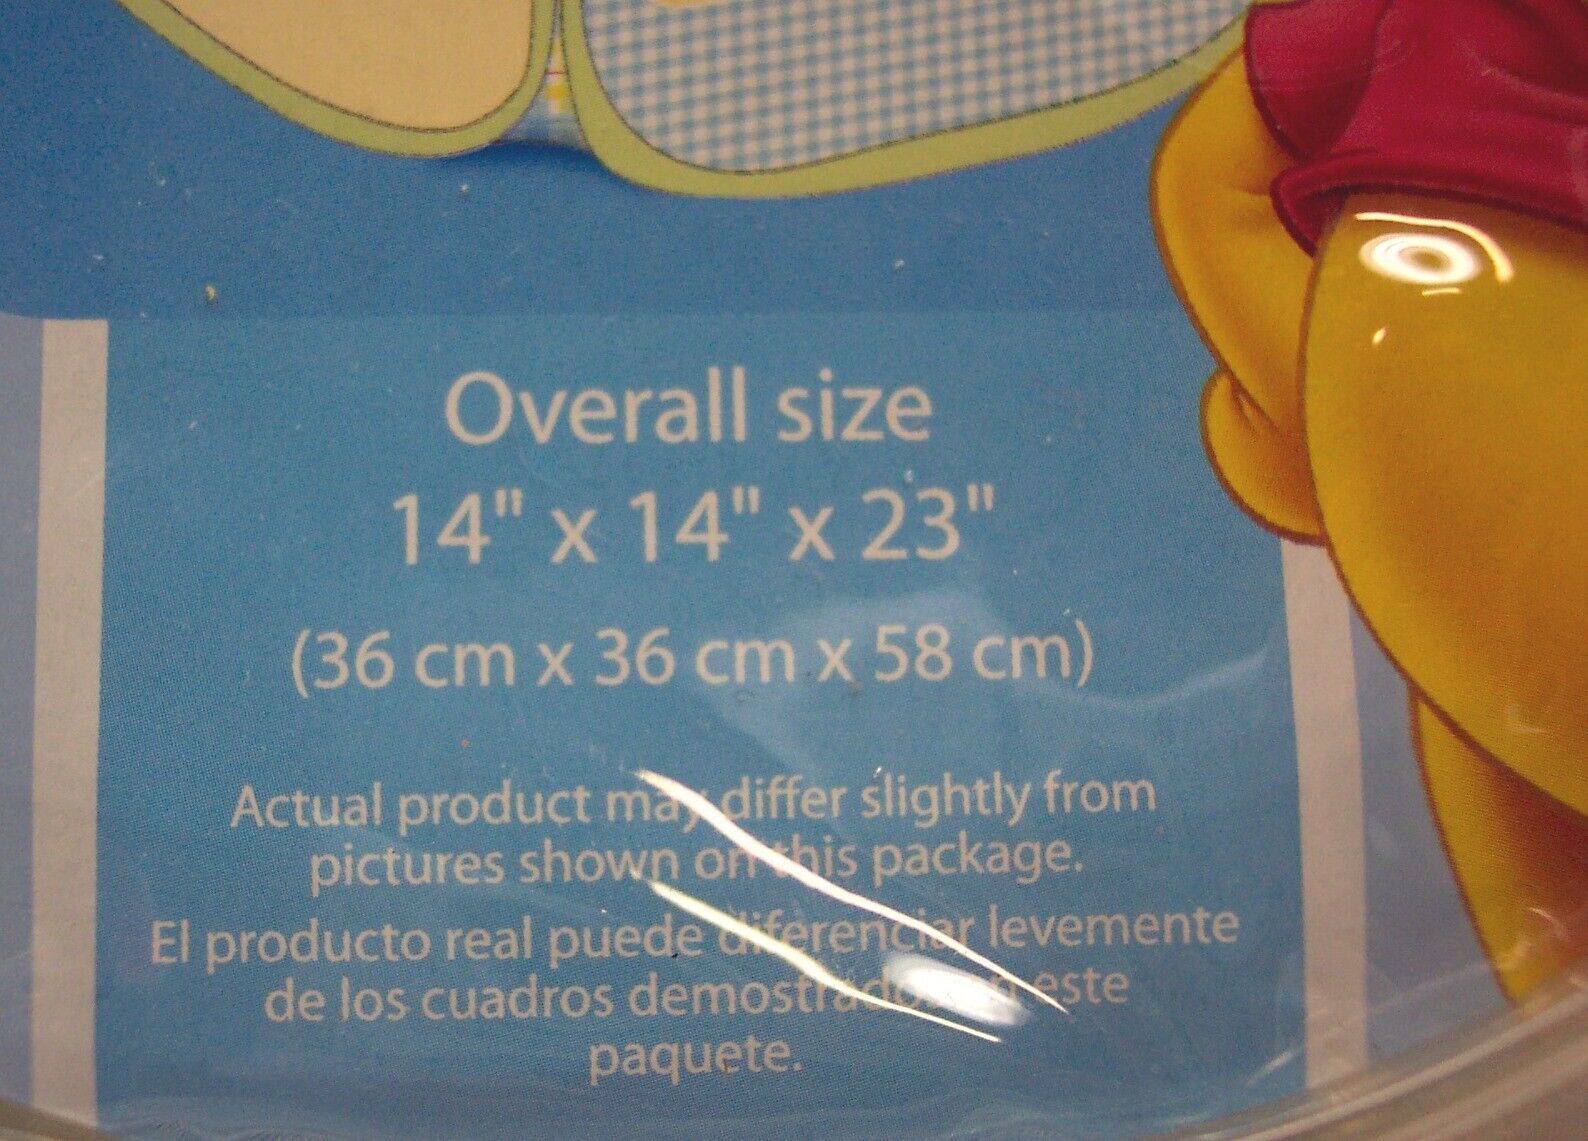 Overall size
14" x 14" x 23"
(36 cm x 36 cm x 58 cm)
Actual product may differ slightly from
pictures shown on this package.
El producto real puede diferenciar levemente
de los cuadros demostrados en este
paquete.